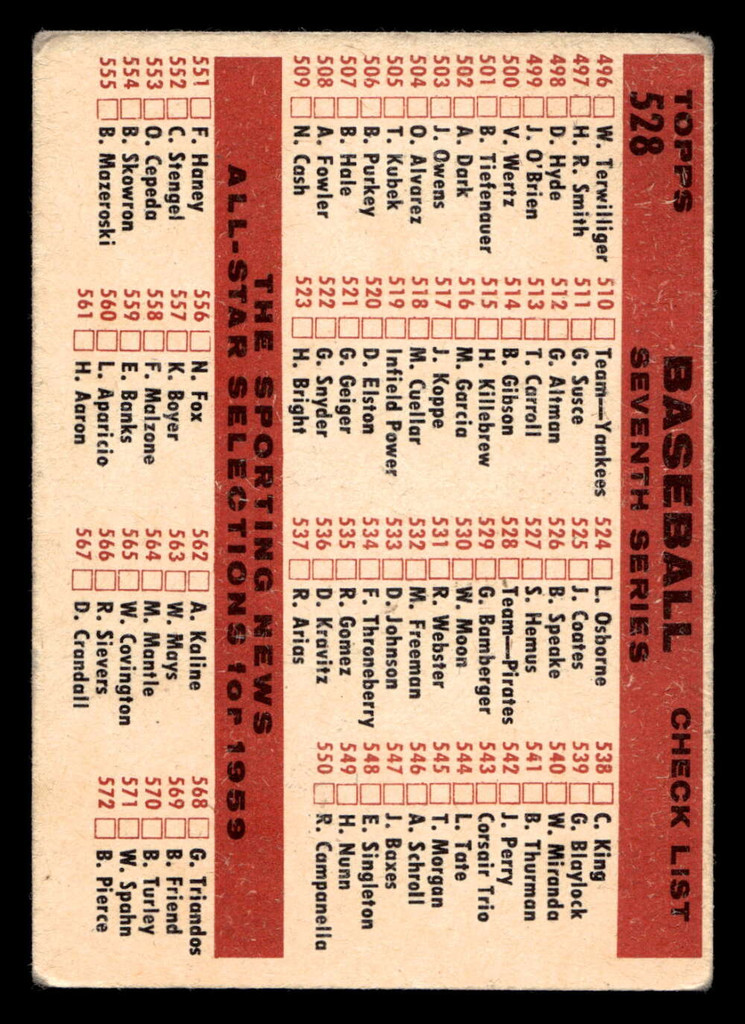 TOPPS BASEBALL CHECK LIST
528 SEVENTH SERIES
496 W. Terwilliger
497 H. R. Smith
498 D. Hyde
499 J. O'Brien
500 V. Wertz
501 B. Tiefenauer
502 A. Dark
503 J. Owens
504 O. Alvarez
505 T. Kubek
506 B. Purkey
507 B. Hale
508 A. Fowler
509 N. Cash
510 Team—Yankees
511 G. Susce
512 G. Altman
513 T. Carroll
514 B. Gibson
515 H. Killebrew
516 M. Garcia
517 J. Koppe
518 M. Cuellar
519 Infield Power
520 D. Elston
521 G. Geiger
522 G. Snyder
523 H. Bright
524 L. Osborne
525 J. Coates
526 B. Speake
527 S. Hemus
528 Team—Pirates
529 G. Bamberger
530 W. Moon
531 R. Webster
532 M. Freeman
533 D. Johnson
534 F. Throneberry
535 R. Gomez
536 D. Kravitz
537 R. Arias
538 C. King
539 G. Blaylock
540 W. Miranda
541 B. Thurman
542 J. Perry
543 Corsair Trio
544 L. Tate
545 T. Morgan
546 A. Schroll
547 J. Baxes
548 E. Singleton
549 H. Nunn
550 R. Campanella
THE SPORTING NEWS
ALL-STAR SELECTIONS for 1959
551 F. Haney
552 C. Stengel
553 O. Cepeda
554 B. Skowron
555 B. Mazeroski
556 N. Fox
557 K. Boyer
558 F. Malzone
559 E. Banks
560 L. Aparicio
561 H. Aaron
562 A. Kaline
563 W. Mays
564 M. Mantle
565 W. Covington
566 R. Sievers
567 D. Crandall
568 G. Triandos
569 B. Friend
570 B. Turley
571 W. Spahn
572 B. Pierce